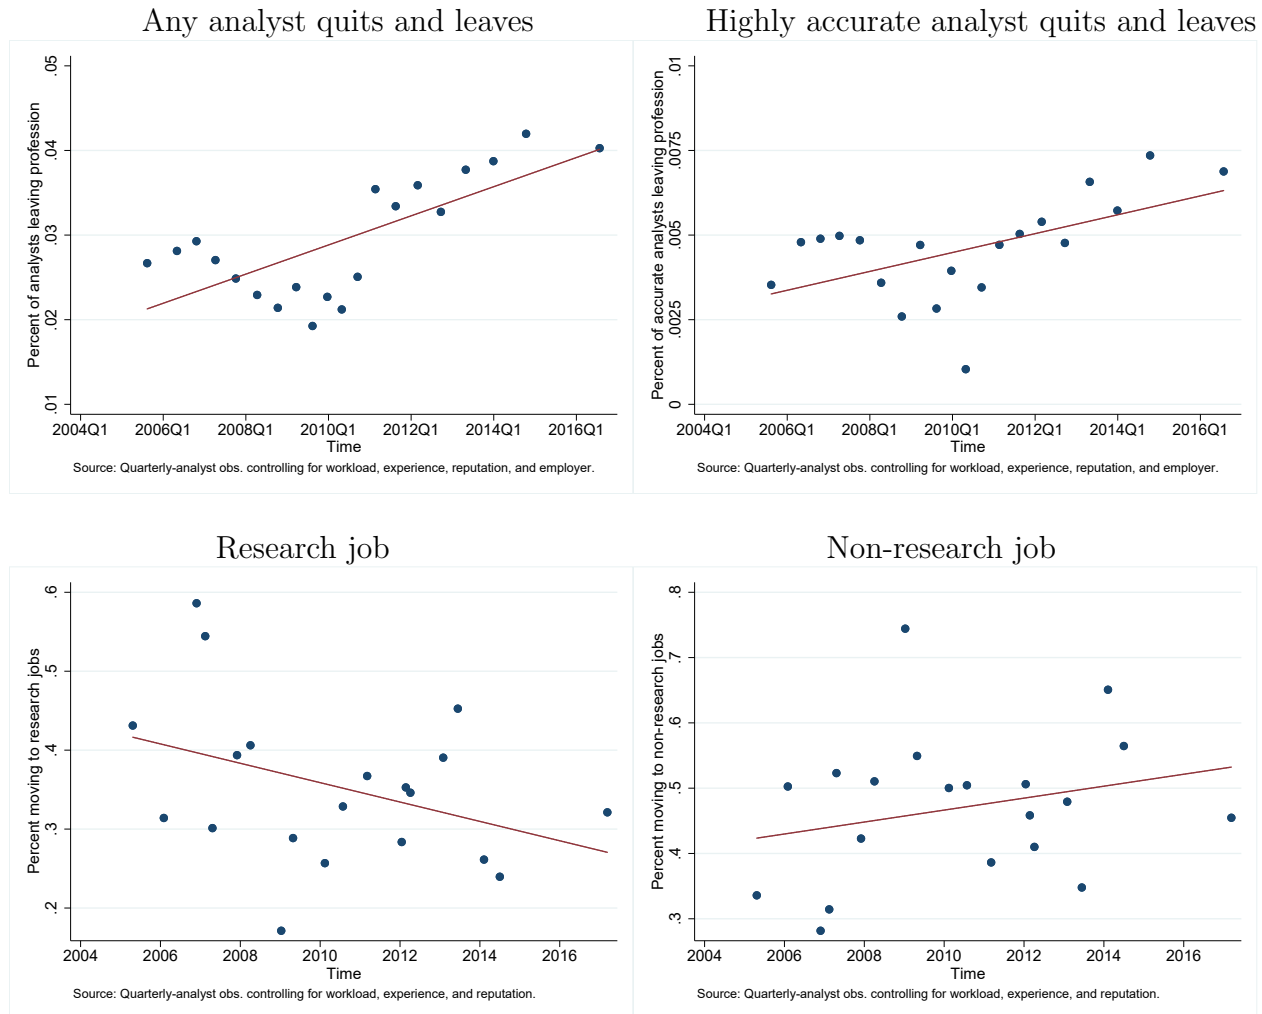 Any analyst quits and leaves
Percent of analysts leaving profession
.05
.04
.03
.02
.01
2004Q1 2006Q1 2008Q1 2010Q1 2012Q1 2014Q1 2016Q1
Time
Source: Quarterly-analyst obs. controlling for workload, experience, reputation, and employer.
Highly accurate analyst quits and leaves
Percent of accurate analysts leaving profession
.01
.0075
.005
.0025
0
2004Q1 2006Q1 2008Q1 2010Q1 2012Q1 2014Q1 2016Q1
Time
Source: Quarterly-analyst obs. controlling for workload, experience, reputation, and employer.
Research job
Percent moving to research jobs
.6
.5
.4
.3
.2
2004 2006 2008 2010 2012 2014 2016
Time
Source: Quarterly-analyst obs. controlling for workload, experience, and reputation.
Non-research job
Percent moving to non-research jobs
.8
.7
.6
.5
.4
.3
2004 2006 2008 2010 2012 2014 2016
Time
Source: Quarterly-analyst obs. controlling for workload, experience, and reputation.